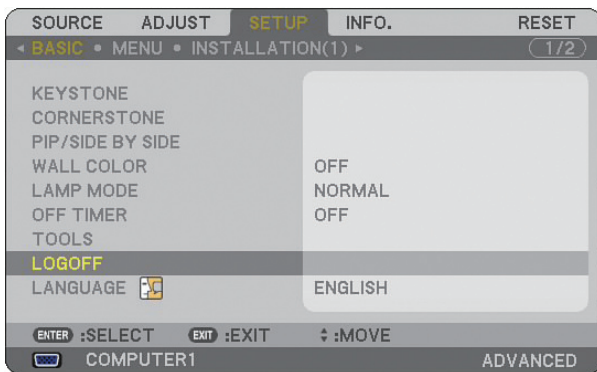 SOURCE ADJUST SETUP INFO. RESET
BASIC • MENU • INSTALLATION(1) 1/2
KEYSTONE
CORNERSTONE
PIP/SIDE BY SIDE
WALL COLOR OFF
LAMP MODE NORMAL
OFF TIMER OFF
TOOLS
LOGOFF
LANGUAGE ENGLISH
ENTER :SELECT EXIT :EXIT :MOVE
COMPUTER1 ADVANCED